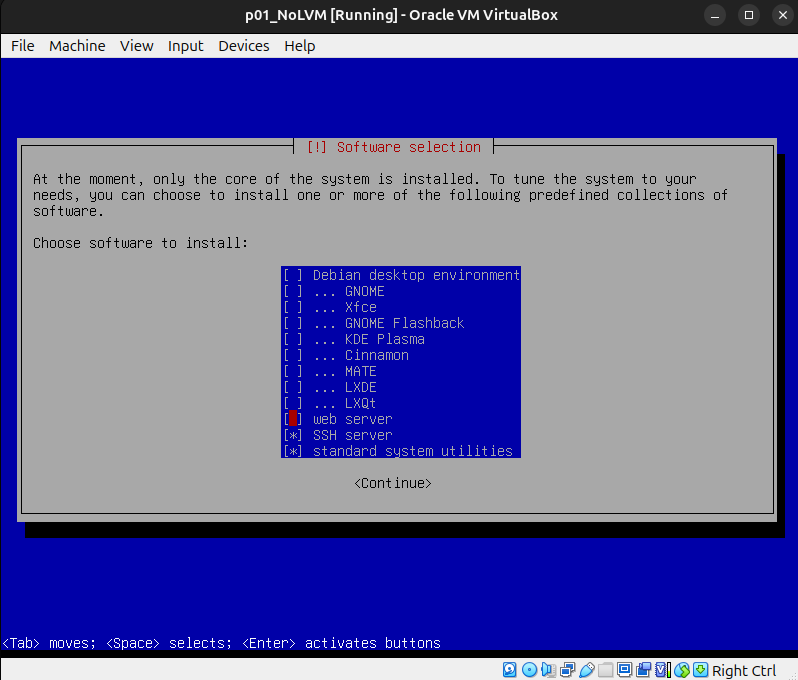 p01_NoLVM [Running] - Oracle VM VirtualBox
File Machine View Input Devices Help
[!] Software selection
At the moment, only the core of the system is installed. To tune the system to your
needs, you can choose to install one or more of the following predefined collections of
software.
Choose software to install:
[ ] Debian desktop environment
[ ] ... GNOME
[ ] ... Xfce
[ ] ... GNOME Flashback
[ ] ... KDE Plasma
[ ] ... Cinnamon
[ ] ... MATE
[ ] ... LXDE
[ ] ... LXQt
[ ] web server
[*] SSH server
[*] standard system utilities
<Continue>
<Tab> moves; <Space> selects; <Enter> activates buttons
Right Ctrl